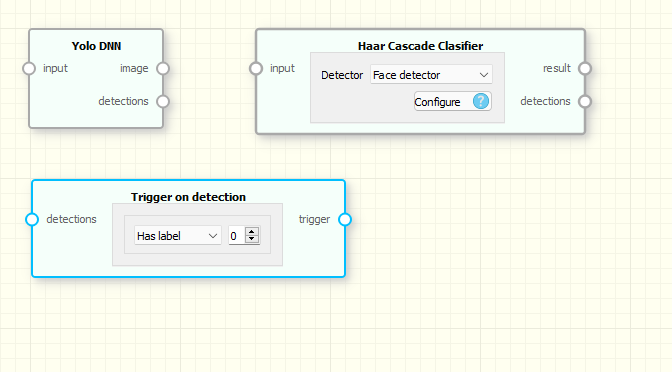 Yolo DNN
input image
detections
Haar Cascade Clasifier
input Detector Face detector result
Configure ? detections
Trigger on detection
detections trigger
Has label 0